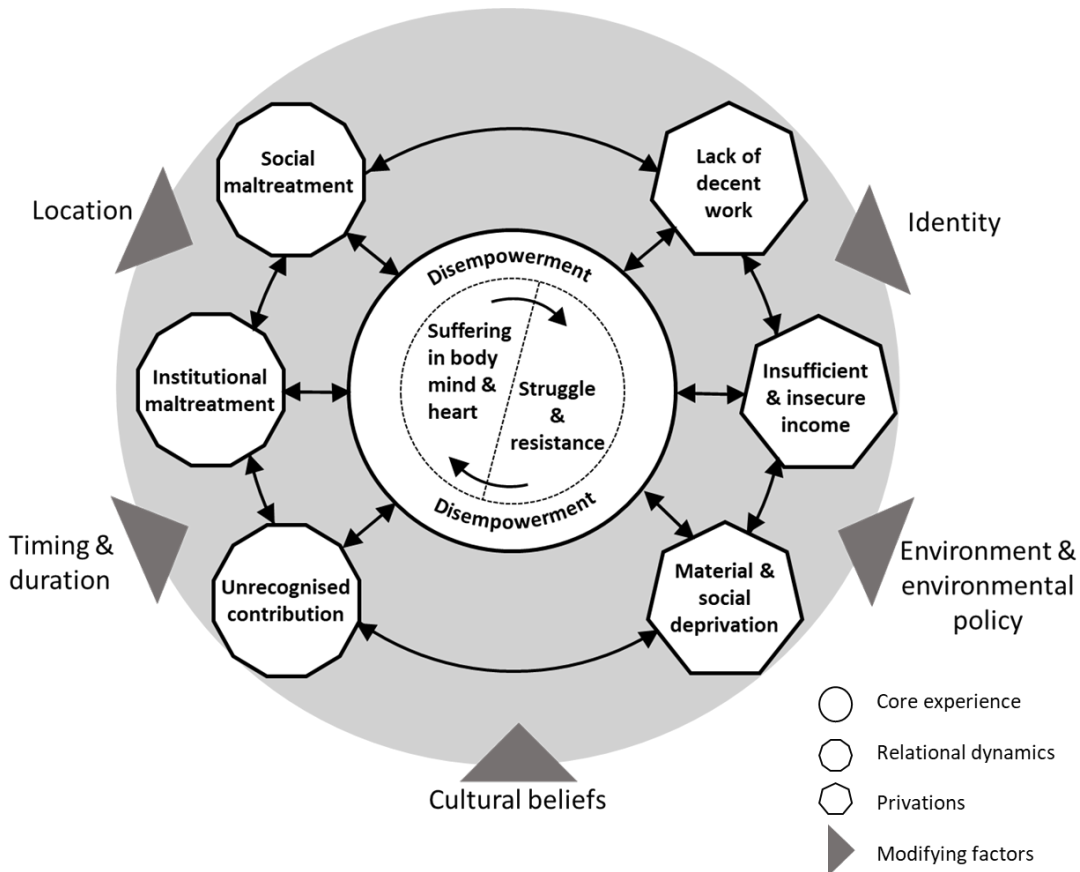 Social
maltreatment
Lack of
decent
work
Location
Identity
Disempowerment
Suffering
in body
mind &
heart
Struggle
&
resistance
Disempowerment
Institutional
maltreatment
Insufficient
& insecure
income
Timing &
duration
Environment &
environmental
policy
Unrecognised
contribution
Material &
social
deprivation
Cultural beliefs
Core experience
Relational dynamics
Privations
Modifying factors